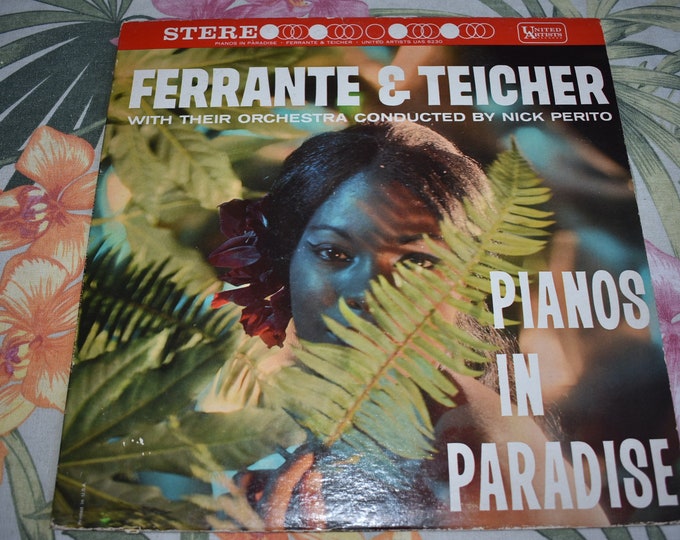 STEREO
UNITED
ARTISTS
PIANOS IN PARADISE • FERRANTE & TEICHER • UNITED ARTISTS UAS 6230
FERRANTE & TEICHER
WITH THEIR ORCHESTRA CONDUCTED BY NICK PERITO
PIANOS
IN
PARADISE